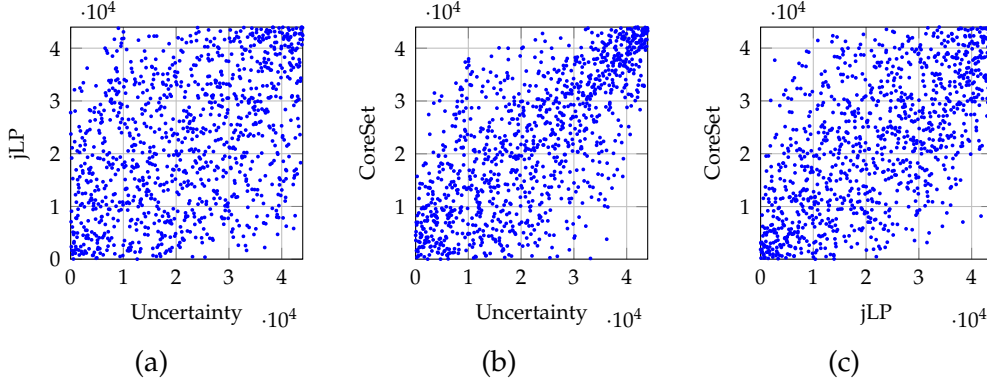 ·10⁴ ·10⁴ ·10⁴
4 4 4
3 3 3
2 2 2
1 1 1
0
jLP CoreSet CoreSet
0 1 2 3 4 0 1 2 3 4 0 1 2 3 4
Uncertainty ·10⁴ Uncertainty ·10⁴ jLP ·10⁴
(a) (b) (c)